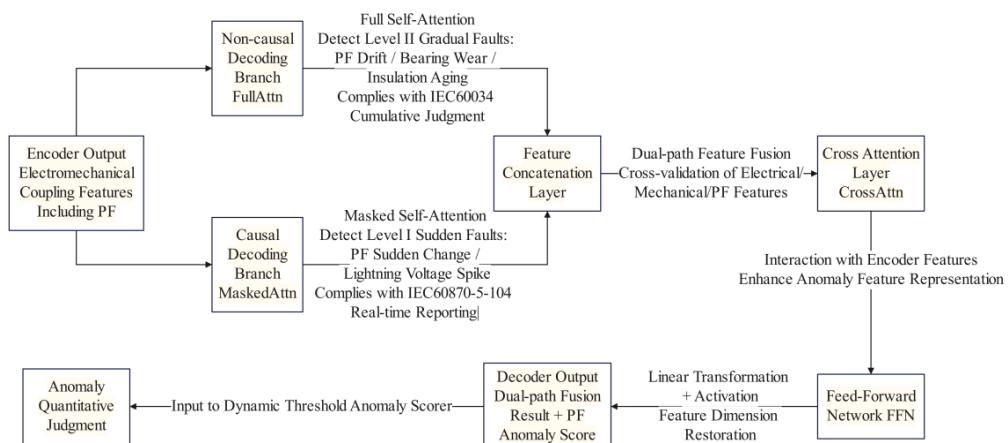 Encoder Output
Electromechanical
Coupling Features
Including PF
Non-causal
Decoding
Branch
FullAttn
Full Self-Attention
Detect Level II Gradual Faults:
PF Drift / Bearing Wear /
Insulation Aging
Complies with IEC60034
Cumulative Judgment
Causal
Decoding
Branch
MaskedAttn
Masked Self-Attention
Detect Level I Sudden Faults:
PF Sudden Change /
Lightning Voltage Spike
Complies with IEC60870-5-104
Real-time Reporting
Feature
Concatenation
Layer
Dual-path Feature Fusion
Cross-validation of Electrical/
Mechanical/PF Features
Cross Attention
Layer
CrossAttn
Interaction with Encoder Features
Enhance Anomaly Feature Representation
Feed-Forward
Network FFN
Linear Transformation
+ Activation
Feature Dimension
Restoration
Decoder Output
Dual-path Fusion
Result + PF
Anomaly Score
Input to Dynamic Threshold Anomaly Scorer
Anomaly
Quantitative
Judgment